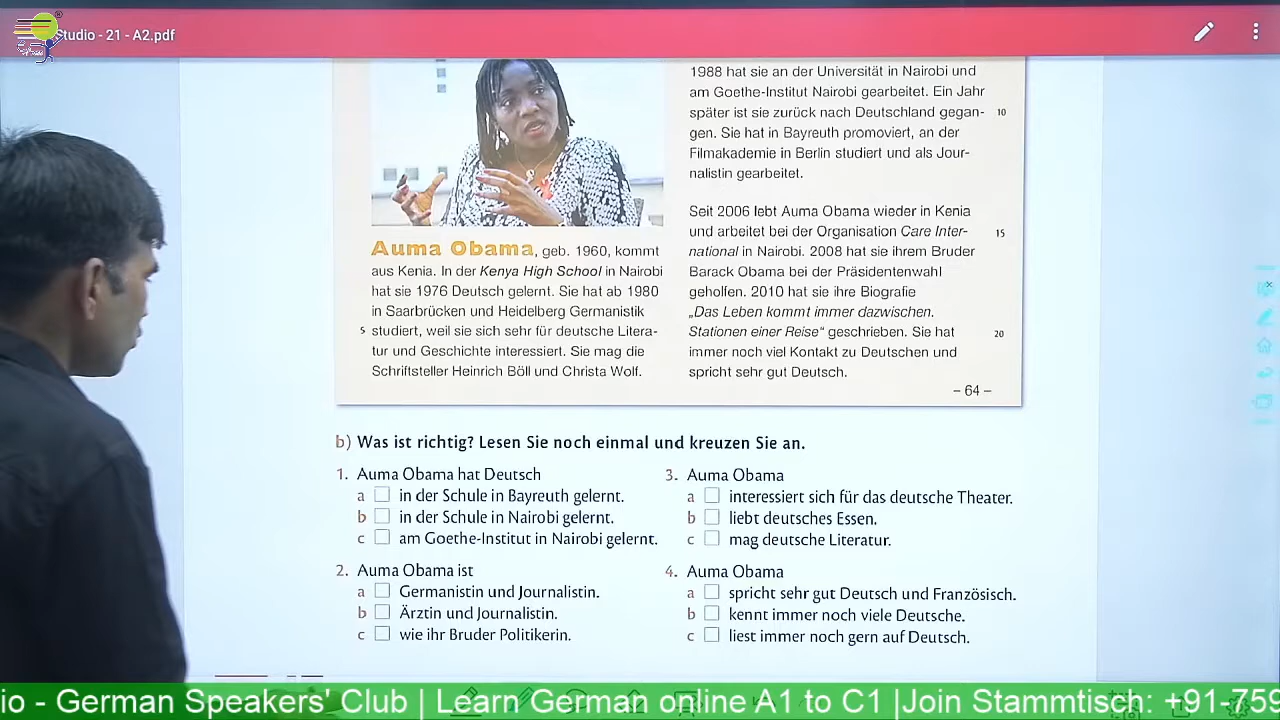 Studio - 21 - A2.pdf
Auma Obama, geb. 1960, kommt
aus Kenia. In der Kenya High School in Nairobi
hat sie 1976 Deutsch gelernt. Sie hat ab 1980
in Saarbrücken und Heidelberg Germanistik
5 studiert, weil sie sich sehr für deutsche Litera-
tur und Geschichte interessiert. Sie mag die
Schriftsteller Heinrich Böll und Christa Wolf.
1988 hat sie an der Universität in Nairobi und
am Goethe-Institut Nairobi gearbeitet. Ein Jahr
später ist sie zurück nach Deutschland gegan- 10
gen. Sie hat in Bayreuth promoviert, an der
Filmakademie in Berlin studiert und als Jour-
nalistin gearbeitet.
Seit 2006 lebt Auma Obama wieder in Kenia
und arbeitet bei der Organisation Care Inter- 15
national in Nairobi. 2008 hat sie ihrem Bruder
Barack Obama bei der Präsidentenwahl
geholfen. 2010 hat sie ihre Biografie
„Das Leben kommt immer dazwischen.
Stationen einer Reise“ geschrieben. Sie hat 20
immer noch viel Kontakt zu Deutschen und
spricht sehr gut Deutsch.
– 64 –
b) Was ist richtig? Lesen Sie noch einmal und kreuzen Sie an.
1. Auma Obama hat Deutsch
a in der Schule in Bayreuth gelernt.
b in der Schule in Nairobi gelernt.
c am Goethe-Institut in Nairobi gelernt.
2. Auma Obama ist
a Germanistin und Journalistin.
b Ärztin und Journalistin.
c wie ihr Bruder Politikerin.
3. Auma Obama
a interessiert sich für das deutsche Theater.
b liebt deutsches Essen.
c mag deutsche Literatur.
4. Auma Obama
a spricht sehr gut Deutsch und Französisch.
b kennt immer noch viele Deutsche.
c liest immer noch gern auf Deutsch.
io - German Speakers' Club | Learn German online A1 to C1 |Join Stammtisch: +91-759